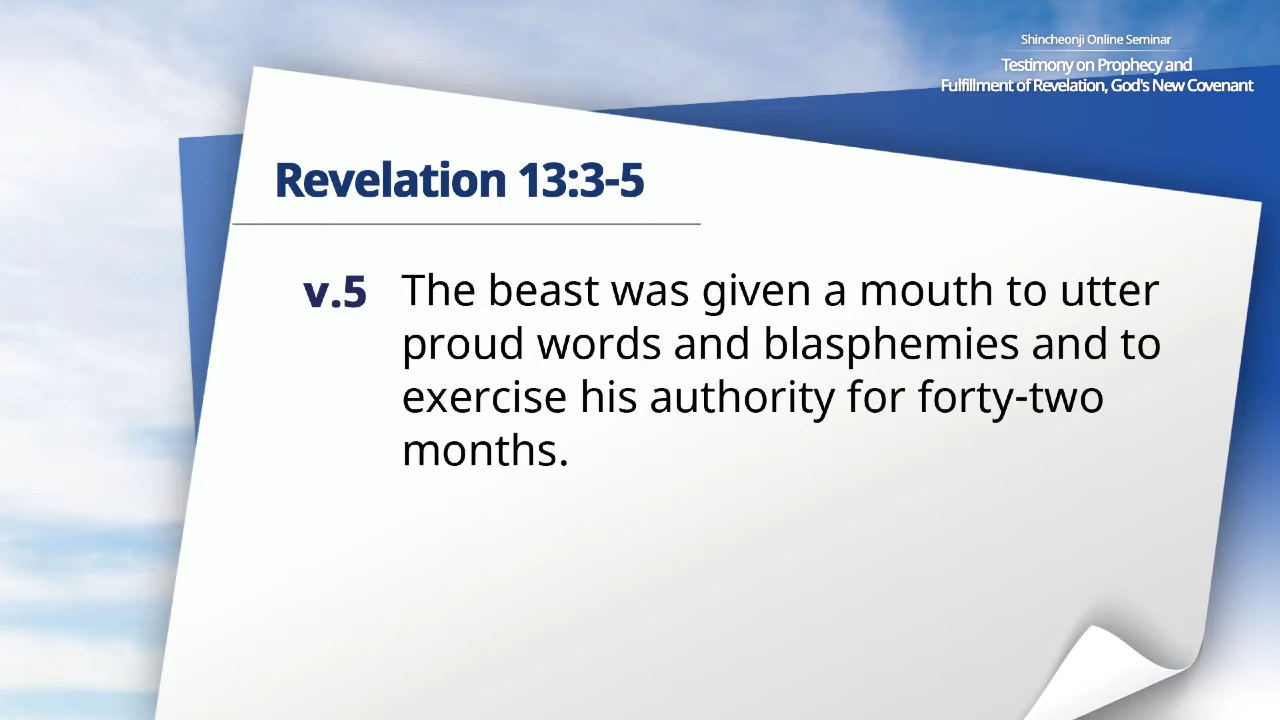 Shincheonji Online Seminar
Testimony on Prophecy and
Fulfillment of Revelation, God's New Covenant
Revelation 13:3-5
v.5 The beast was given a mouth to utter
proud words and blasphemies and to
exercise his authority for forty-two
months.